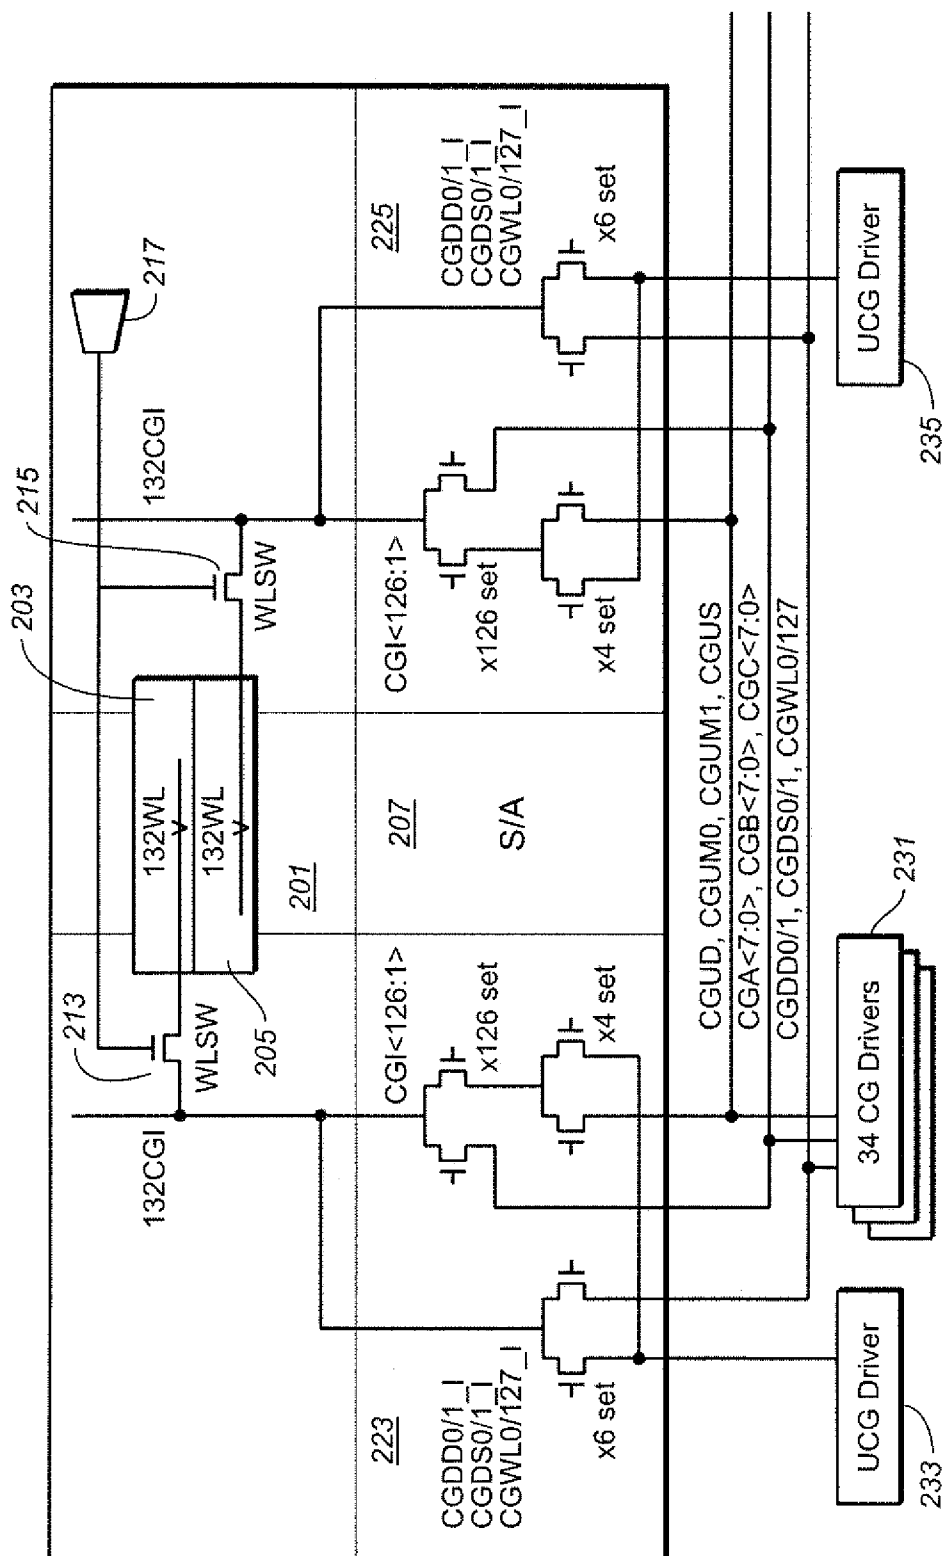 217
132CGI
215
203
WLSW
132WL
132WL
201
205
213
WLSW
132CGI
225
CGDD0/1_I
CGDS0/1_I
CGWL0/127_I
x6 set
CGI<126:1>
x126 set
x4 set
207
S/A
CGI<126:1>
x126 set
x4 set
223
CGDD0/1_I
CGDS0/1_I
CGWL0/127_I
x6 set
CGUD, CGUM0, CGUM1, CGUS
CGA<7:0>, CGB<7:0>, CGC<7:0>
CGDD0/1, CGDS0/1, CGWL0/127
UCG Driver
235
231
34 CG Drivers
UCG Driver
233